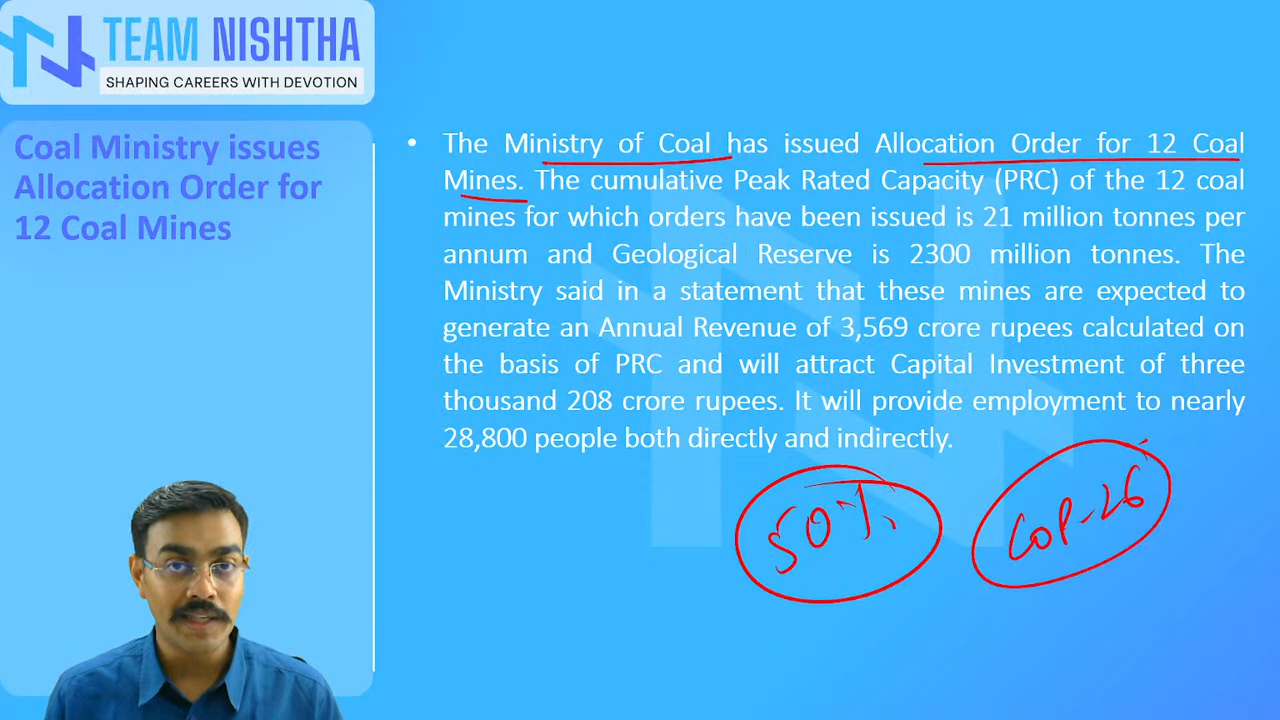 TEAM NISHTHA
SHAPING CAREERS WITH DEVOTION
Coal Ministry issues
Allocation Order for
12 Coal Mines
• The Ministry of Coal has issued Allocation Order for 12 Coal
Mines. The cumulative Peak Rated Capacity (PRC) of the 12 coal
mines for which orders have been issued is 21 million tonnes per
annum and Geological Reserve is 2300 million tonnes. The
Ministry said in a statement that these mines are expected to
generate an Annual Revenue of 3,569 crore rupees calculated on
the basis of PRC and will attract Capital Investment of three
thousand 208 crore rupees. It will provide employment to nearly
28,800 people both directly and indirectly.
50%
COP-26